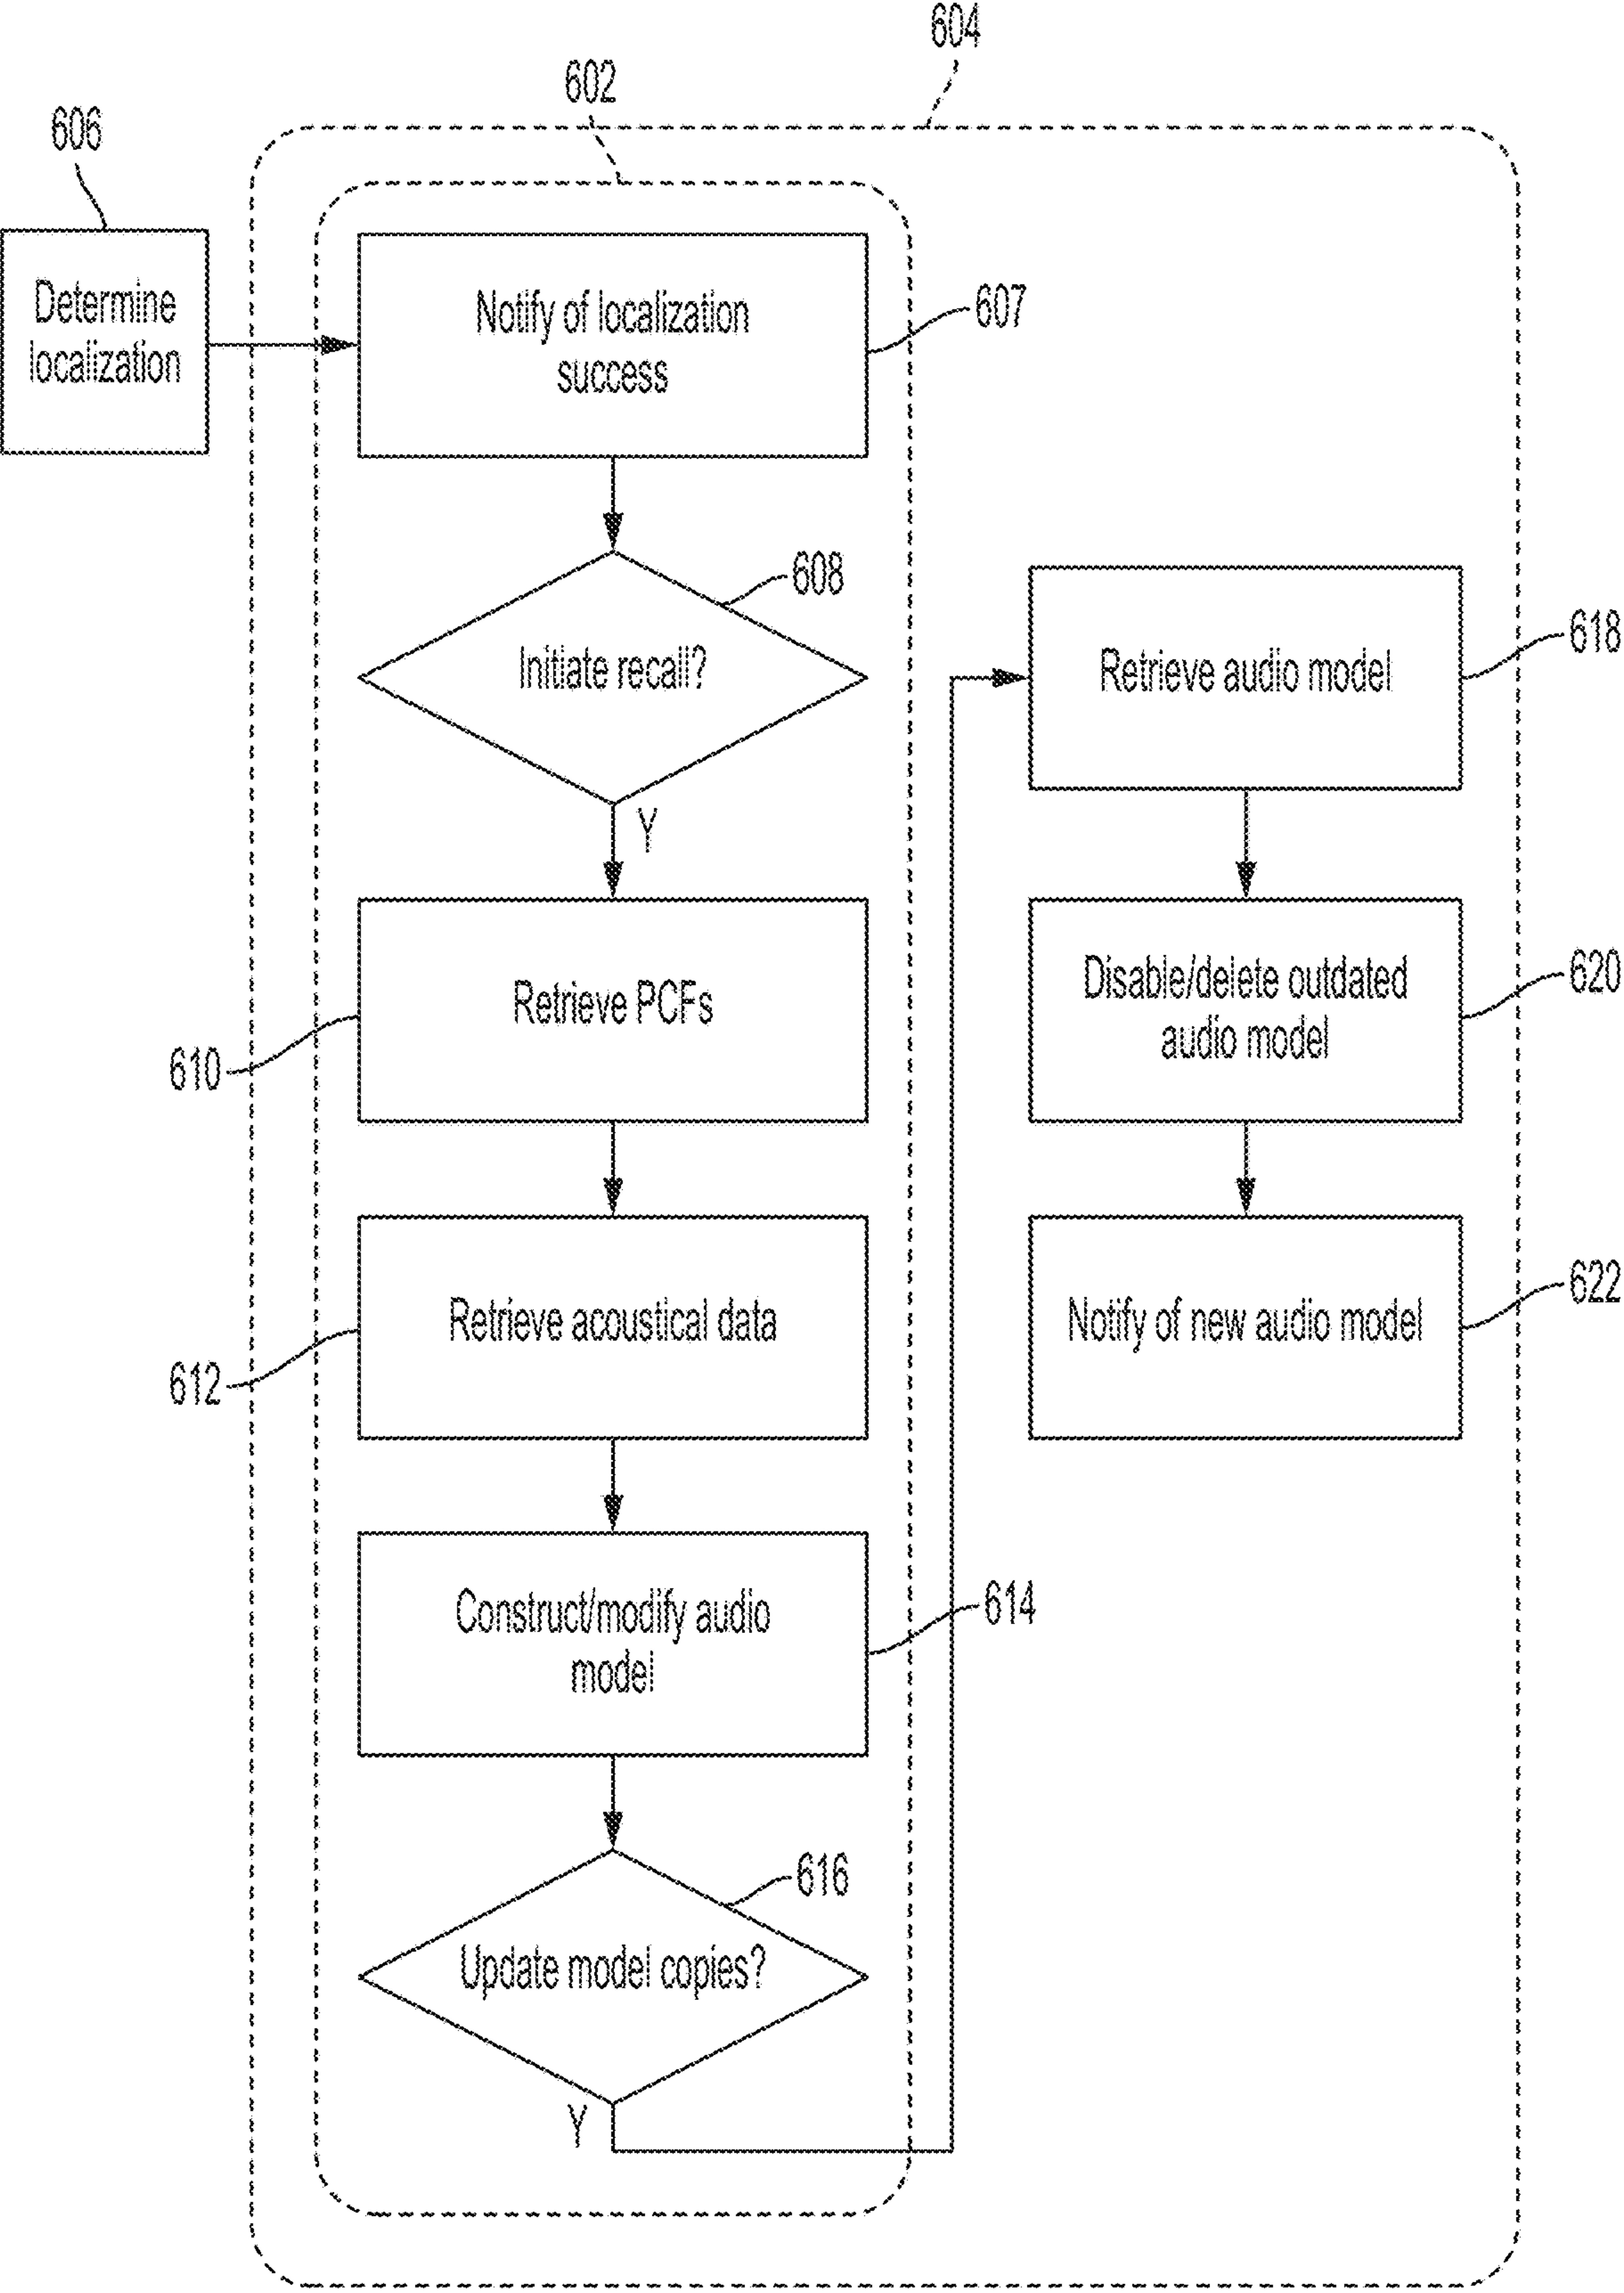 604
602
606
Determine
localization
Notify of localization
success
607
608
Initiate recall?
Y
Retrieve PCFs
610
Retrieve acoustical data
612
Construct/modify audio
model
614
616
Update model copies?
Y
Retrieve audio model
618
Disable/delete outdated
audio model
620
Notify of new audio model
622